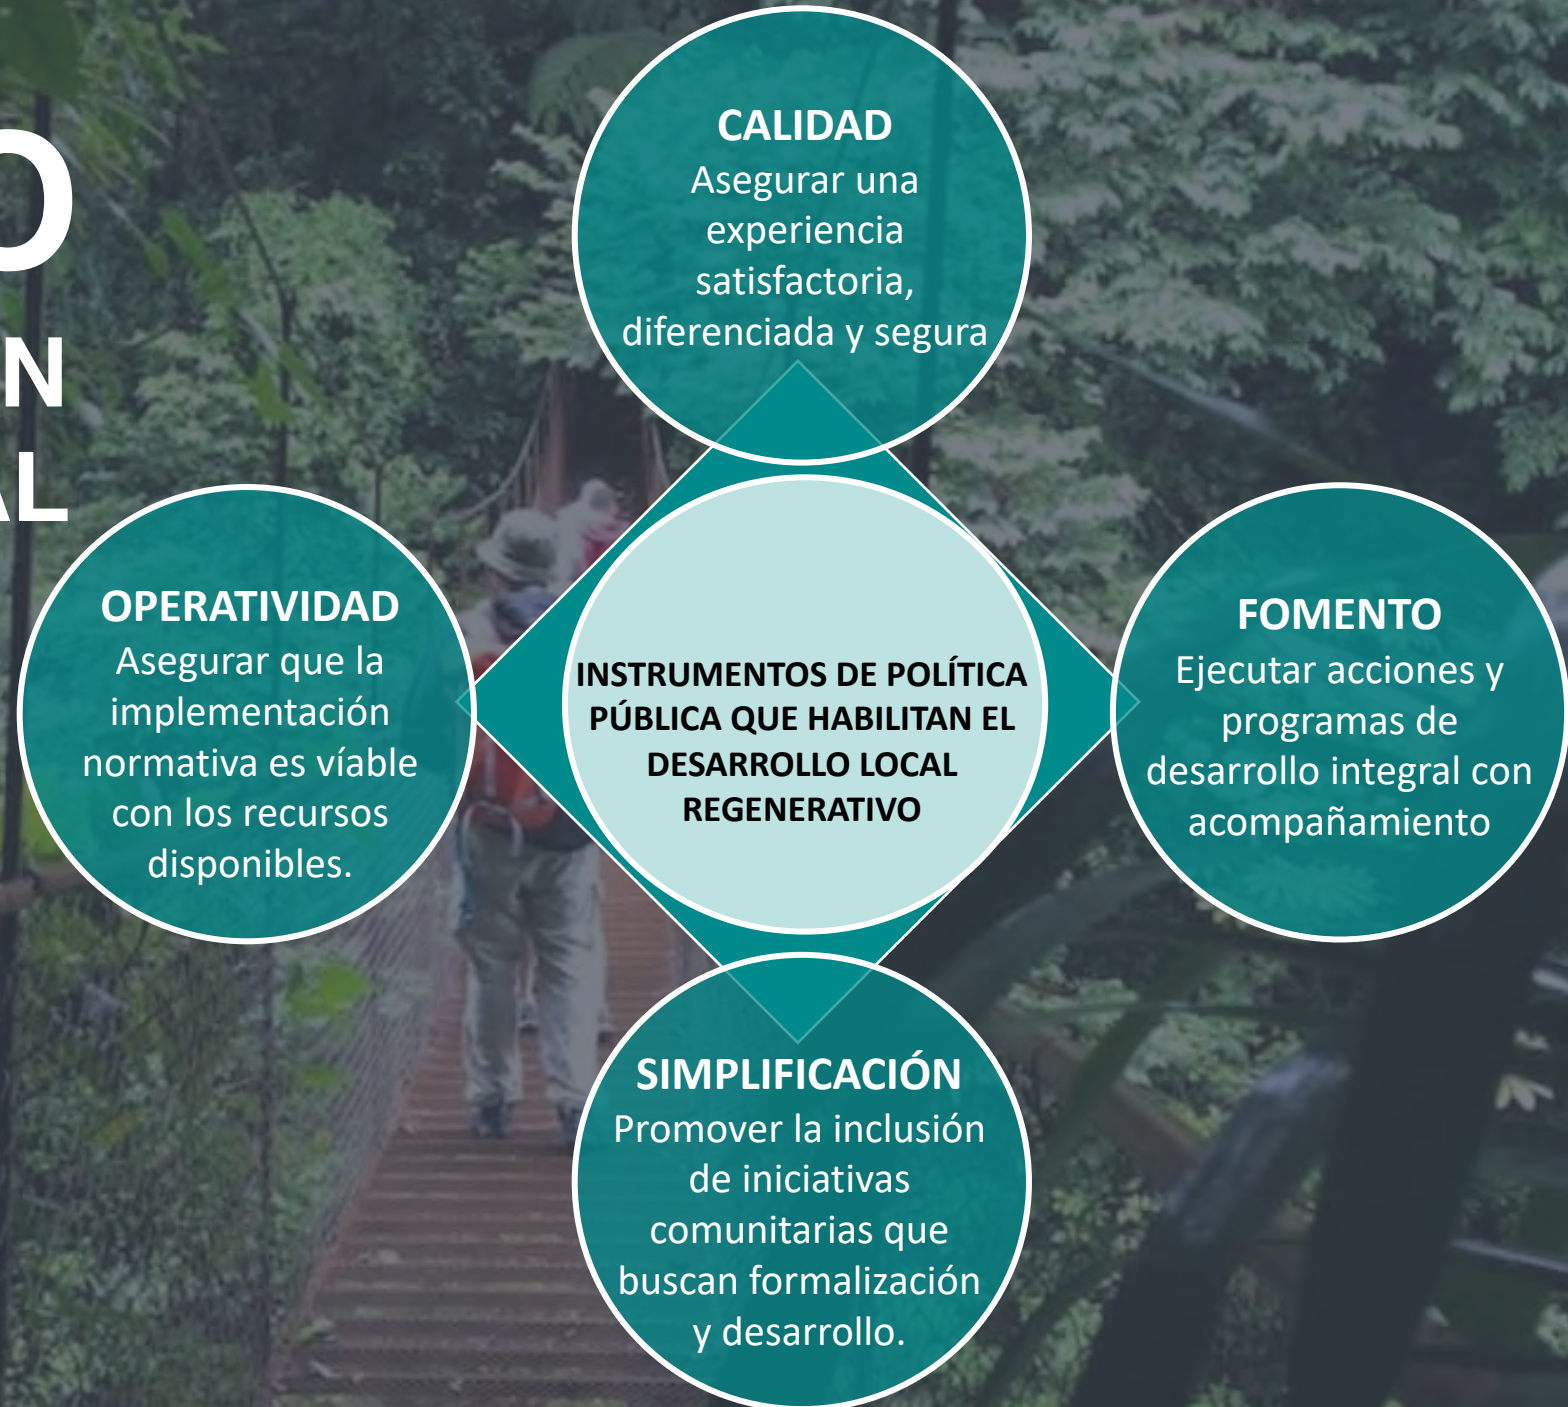 O
N
AL
CALIDAD
Asegurar una
experiencia
satisfactoria,
diferenciada y segura
OPERATIVIDAD
Asegurar que la
implementación
normativa es víable
con los recursos
disponibles.
INSTRUMENTOS DE POLÍTICA
PÚBLICA QUE HABILITAN EL
DESARROLLO LOCAL
REGENERATIVO
FOMENTO
Ejecutar acciones y
programas de
desarrollo integral con
acompañamiento
SIMPLIFICACIÓN
Promover la inclusión
de iniciativas
comunitarias que
buscan formalización
y desarrollo.